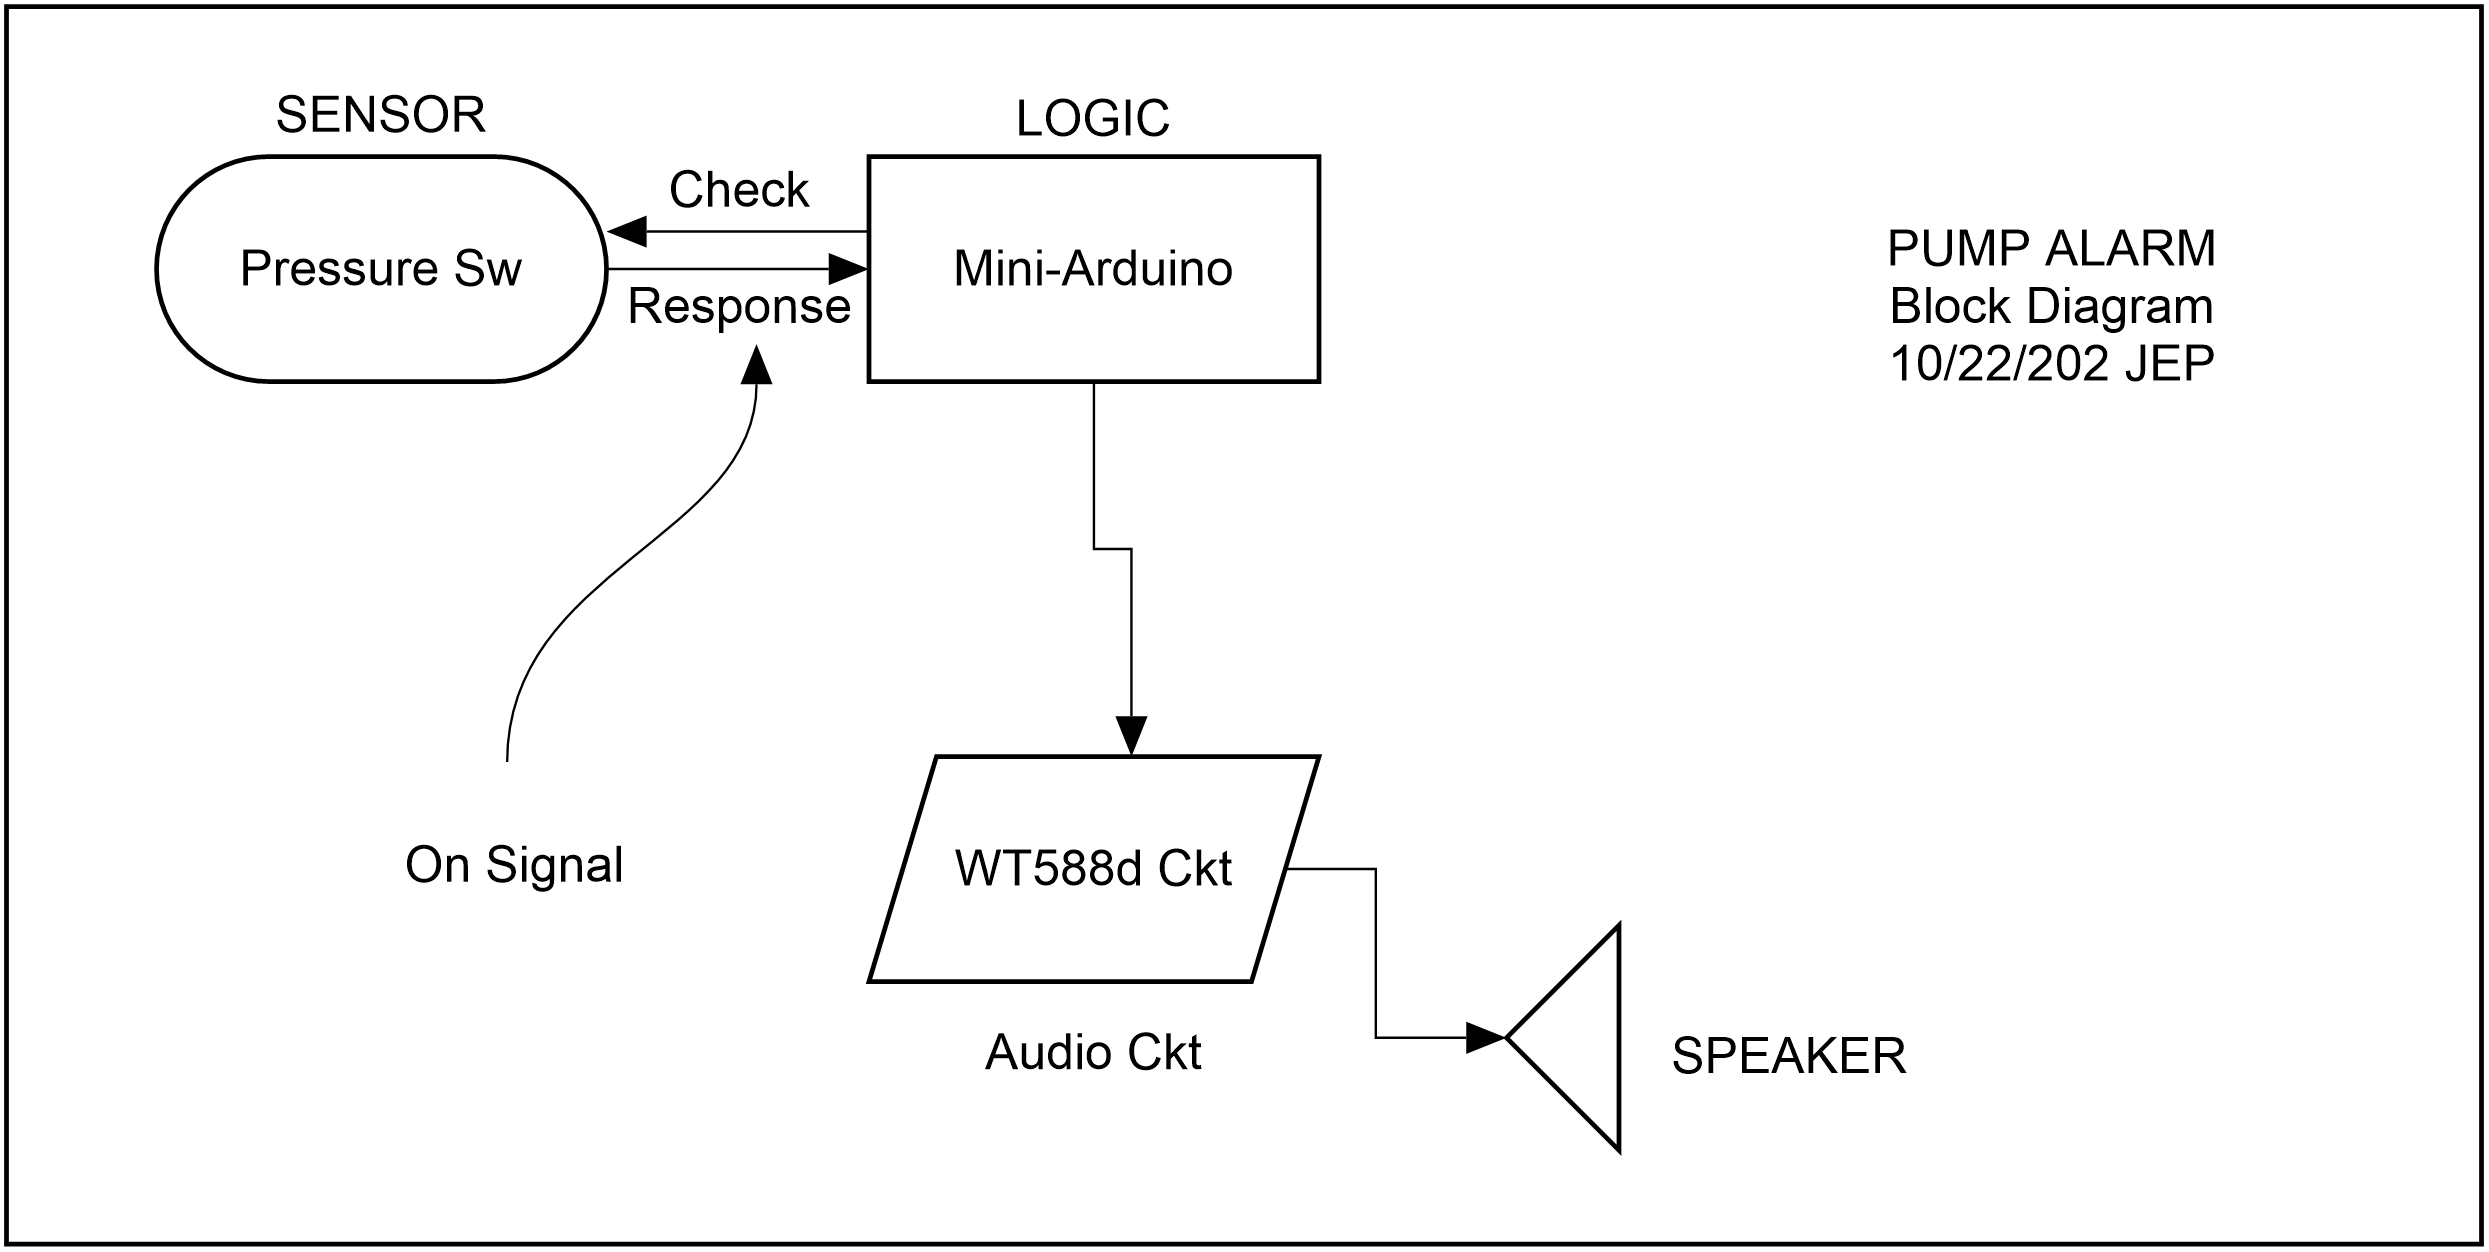 SENSOR
LOGIC
Check
Pressure Sw
Mini-Arduino
Response
PUMP ALARM
Block Diagram
10/22/202 JEP
On Signal
WT588d Ckt
Audio Ckt
SPEAKER